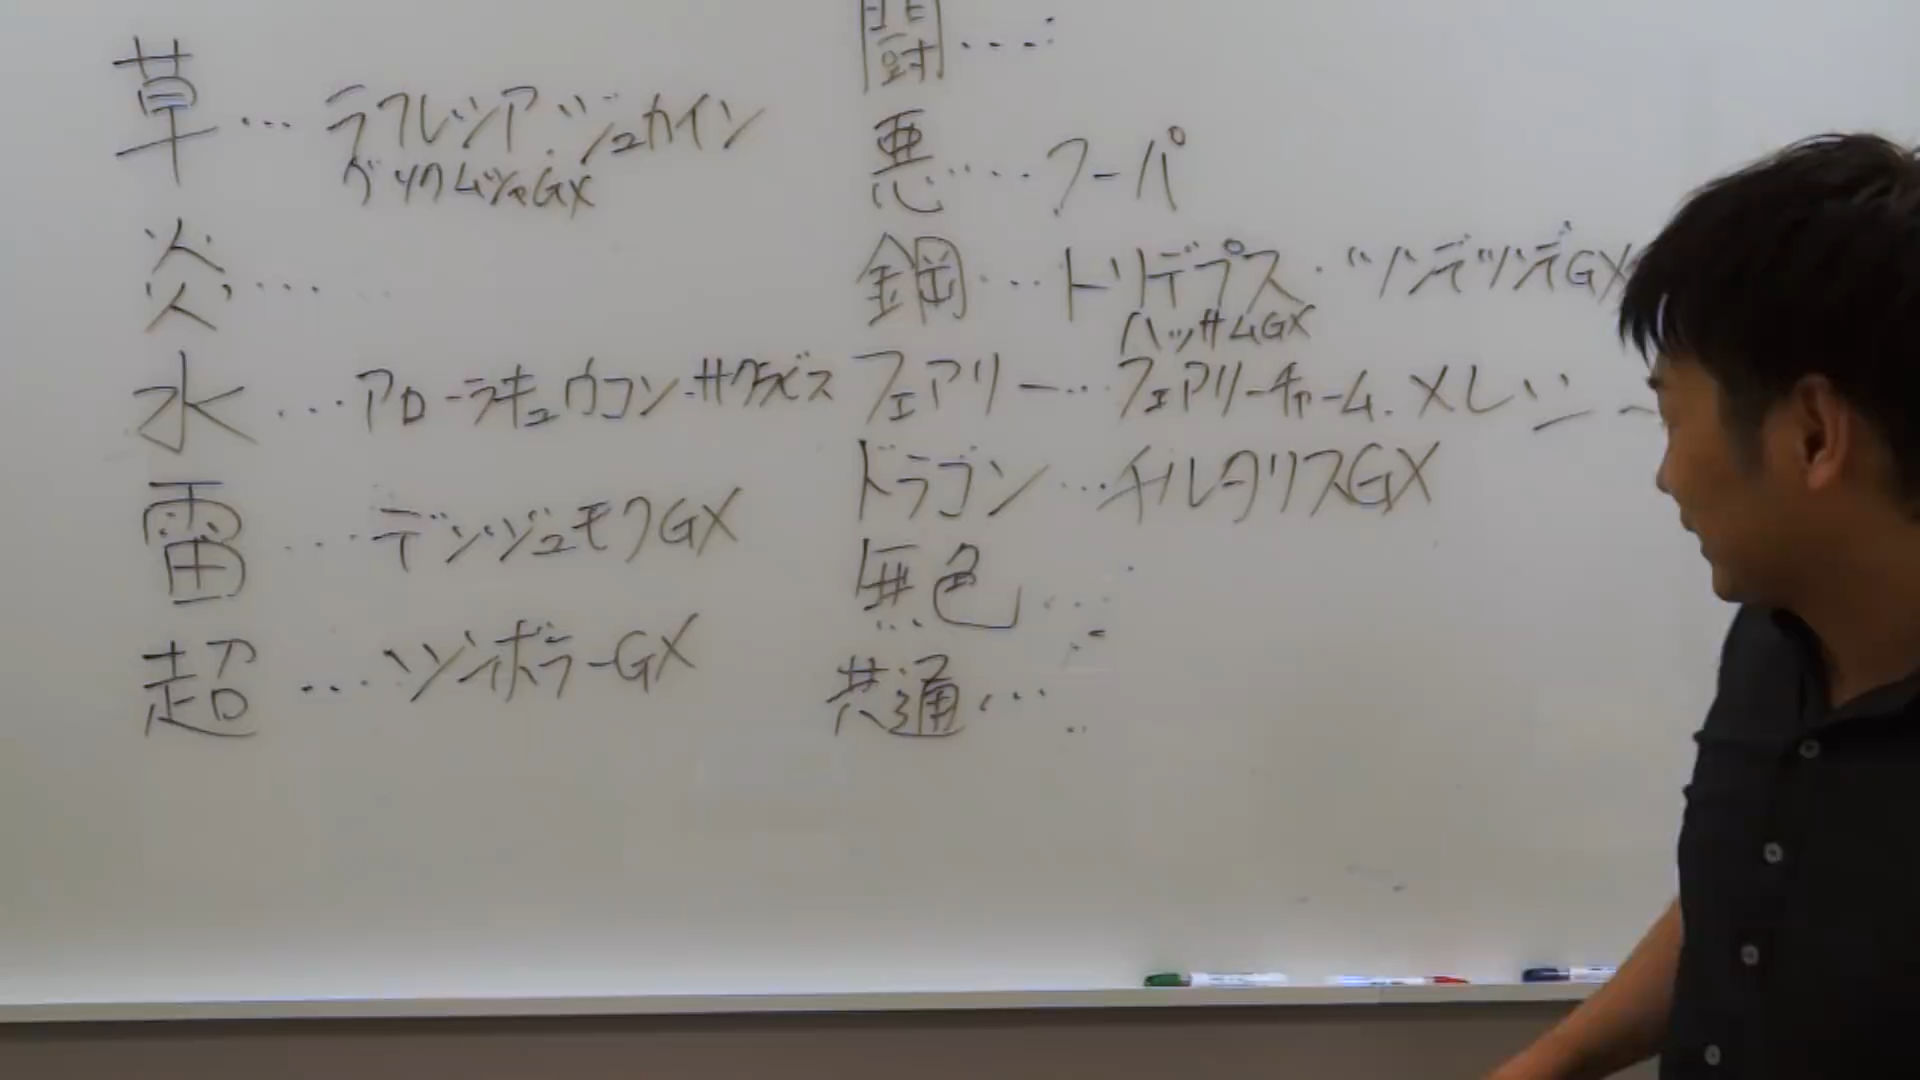 草… ラフレシア.ジュカイン
グソクムシャGX
炎…
水…アローラキュウコン.サクラビス
雷…デンジュモクGX
超…シンボラーGX
闘…
悪…フーパ
鋼…トリデプス.ツンデツンデGX
ハッサムGX
フェアリー…フェアリーチャーム.メレシー
ドラゴン…チルタリスGX
無色…
共通…